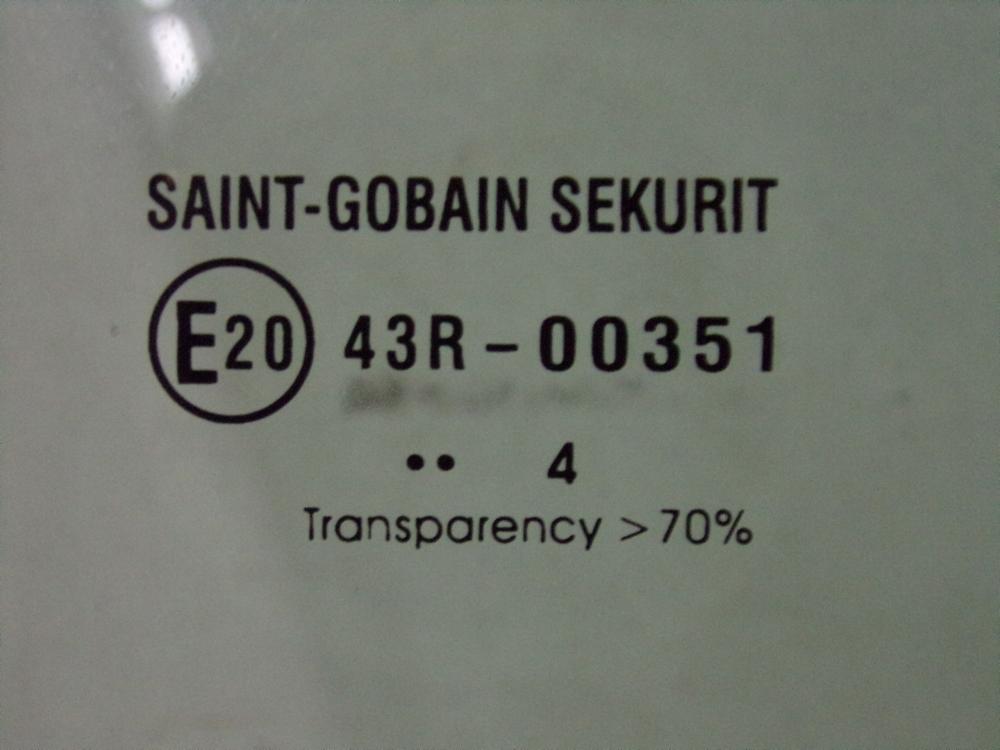 SAINT-GOBAIN SEKURIT
E20 43R-00351
•• 4
Transparency >70%